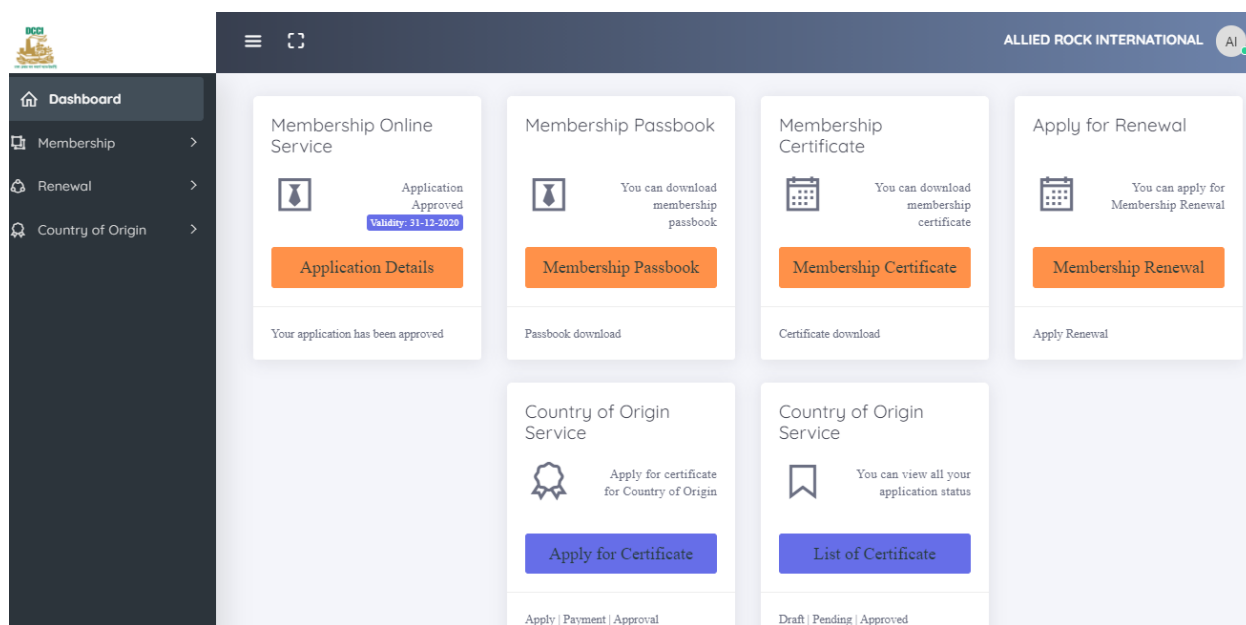 DCCI
ALLIED ROCK INTERNATIONAL
AI
Dashboard
Membership
Renewal
Country of Origin
Membership Online
Service
Application
Approved
Validity: 31-12-2020
Application Details
Your application has been approved
Membership Passbook
You can download
membership
passbook
Membership Passbook
Passbook download
Membership
Certificate
You can download
membership
certificate
Membership Certificate
Certificate download
Apply for Renewal
You can apply for
Membership Renewal
Membership Renewal
Apply Renewal
Country of Origin
Service
Apply for certificate
for Country of Origin
Apply for Certificate
Apply | Payment | Approval
Country of Origin
Service
You can view all your
application status
List of Certificate
Draft | Pending | Approved